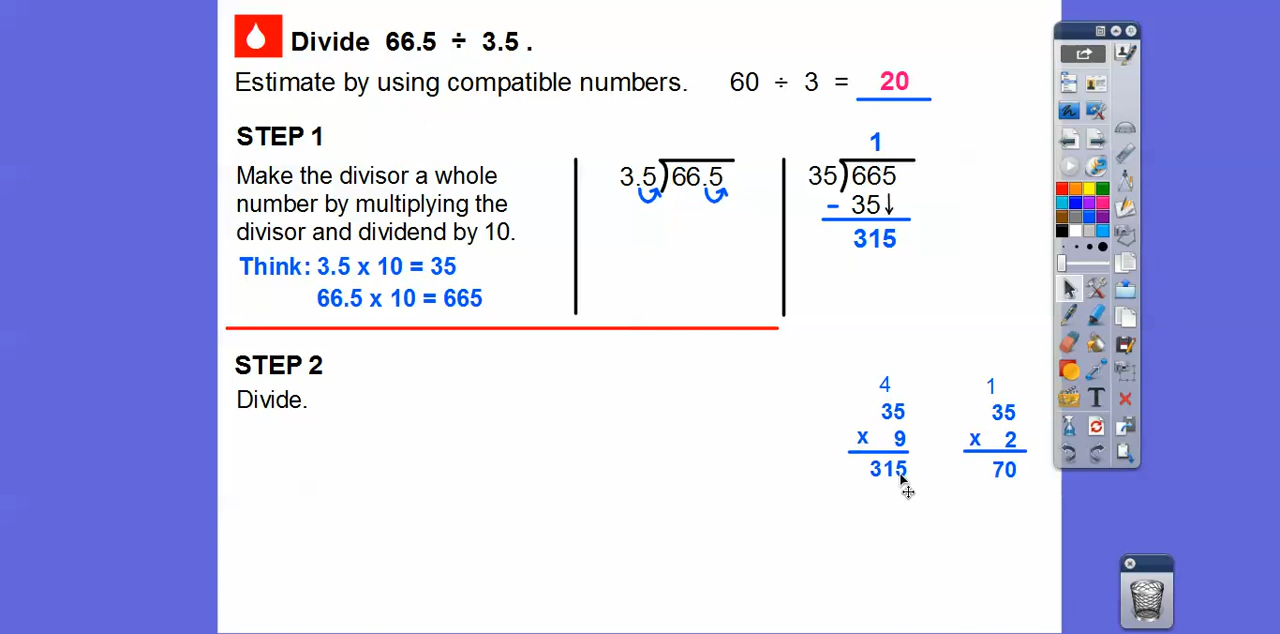 Divide 66.5 ÷ 3.5 .
Estimate by using compatible numbers. 60 ÷ 3 = 20
STEP 1
Make the divisor a whole
number by multiplying the
divisor and dividend by 10.
Think: 3.5 x 10 = 35
66.5 x 10 = 665
3.5)66.5
1
35)665
- 35↓
315
STEP 2
Divide.
4
35
x 9
315
1
35
x 2
70
T